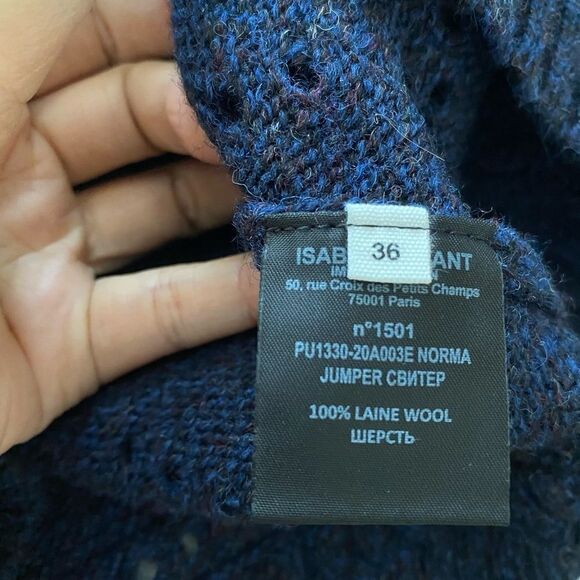 36
50, rue Croix des Petits Champs
75001 Paris
n°1501
PU1330-20A003E NORMA
JUMPER СВИТЕР
100% LAINE WOOL
ШЕРСТЬ